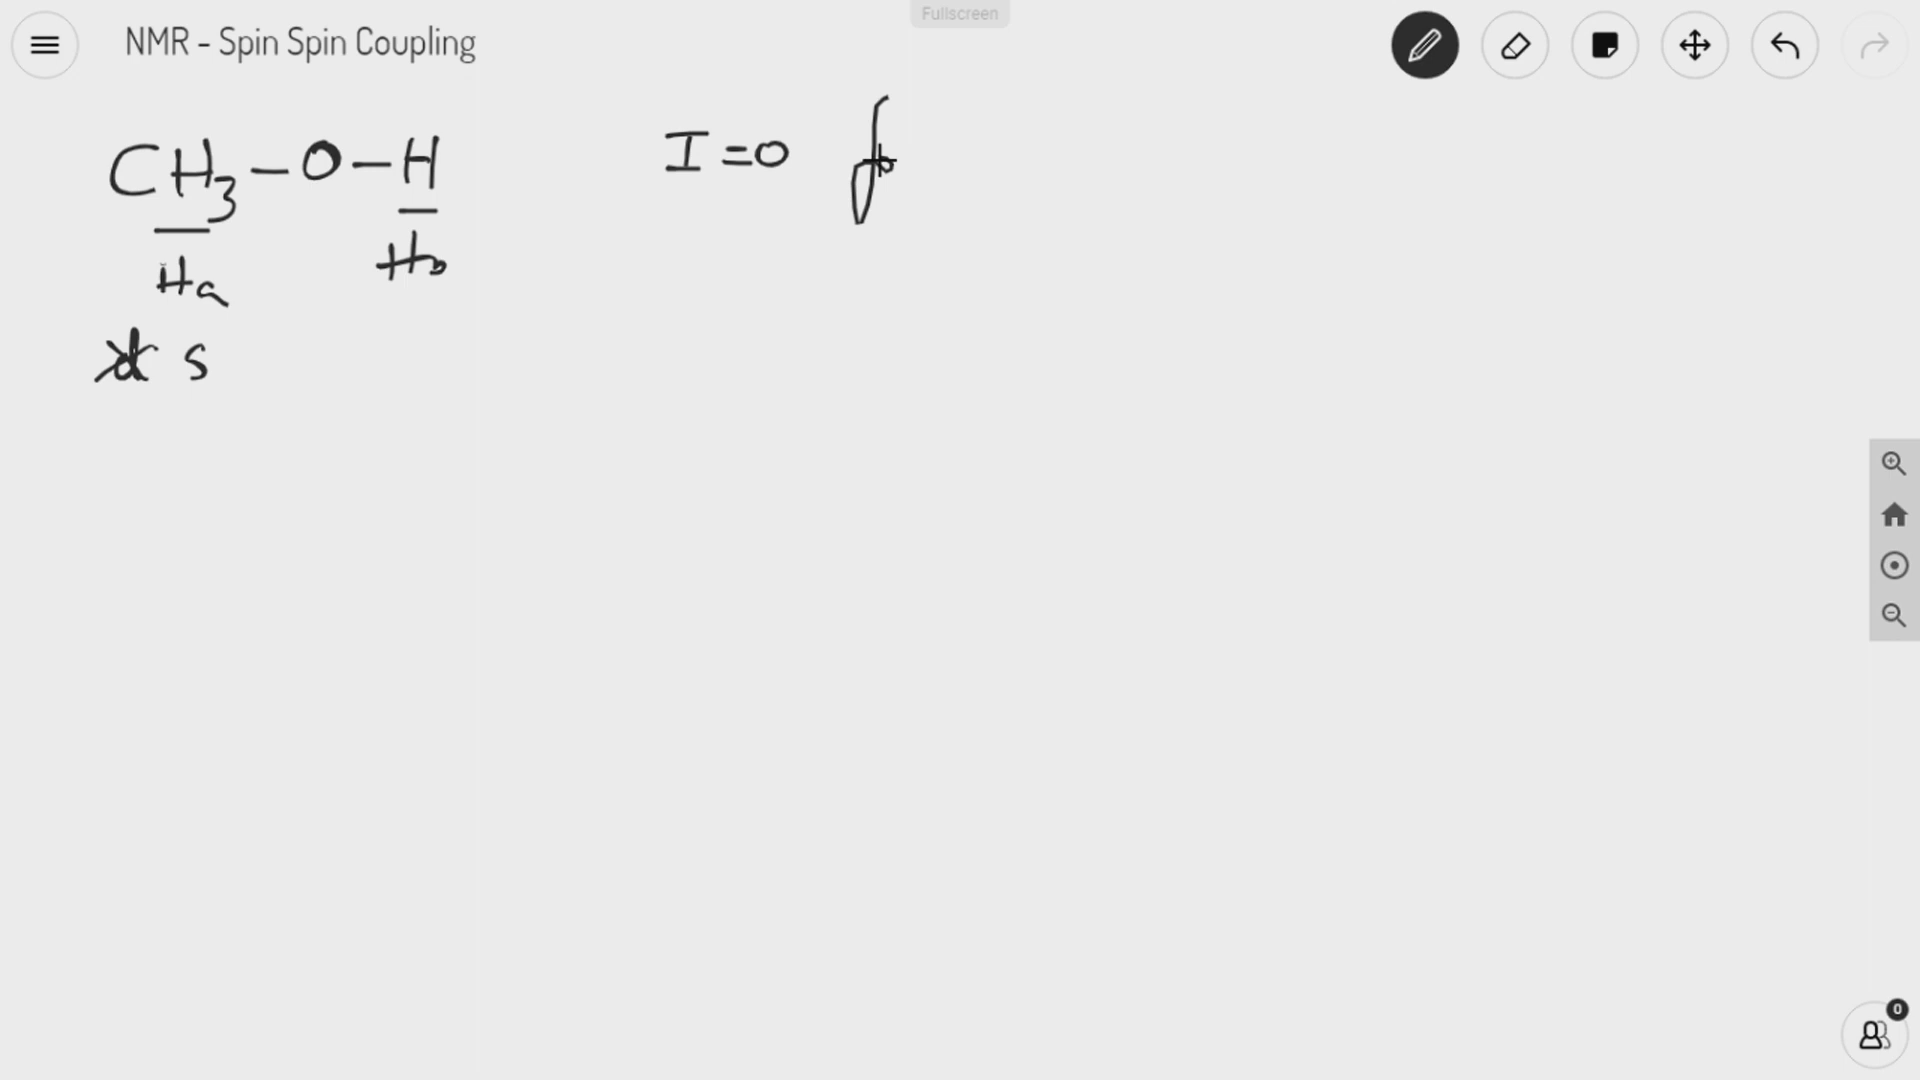 Fullscreen
NMR - Spin Spin Coupling
CH₃ - O - H
I = 0 f
Ha
Hb
d s
0